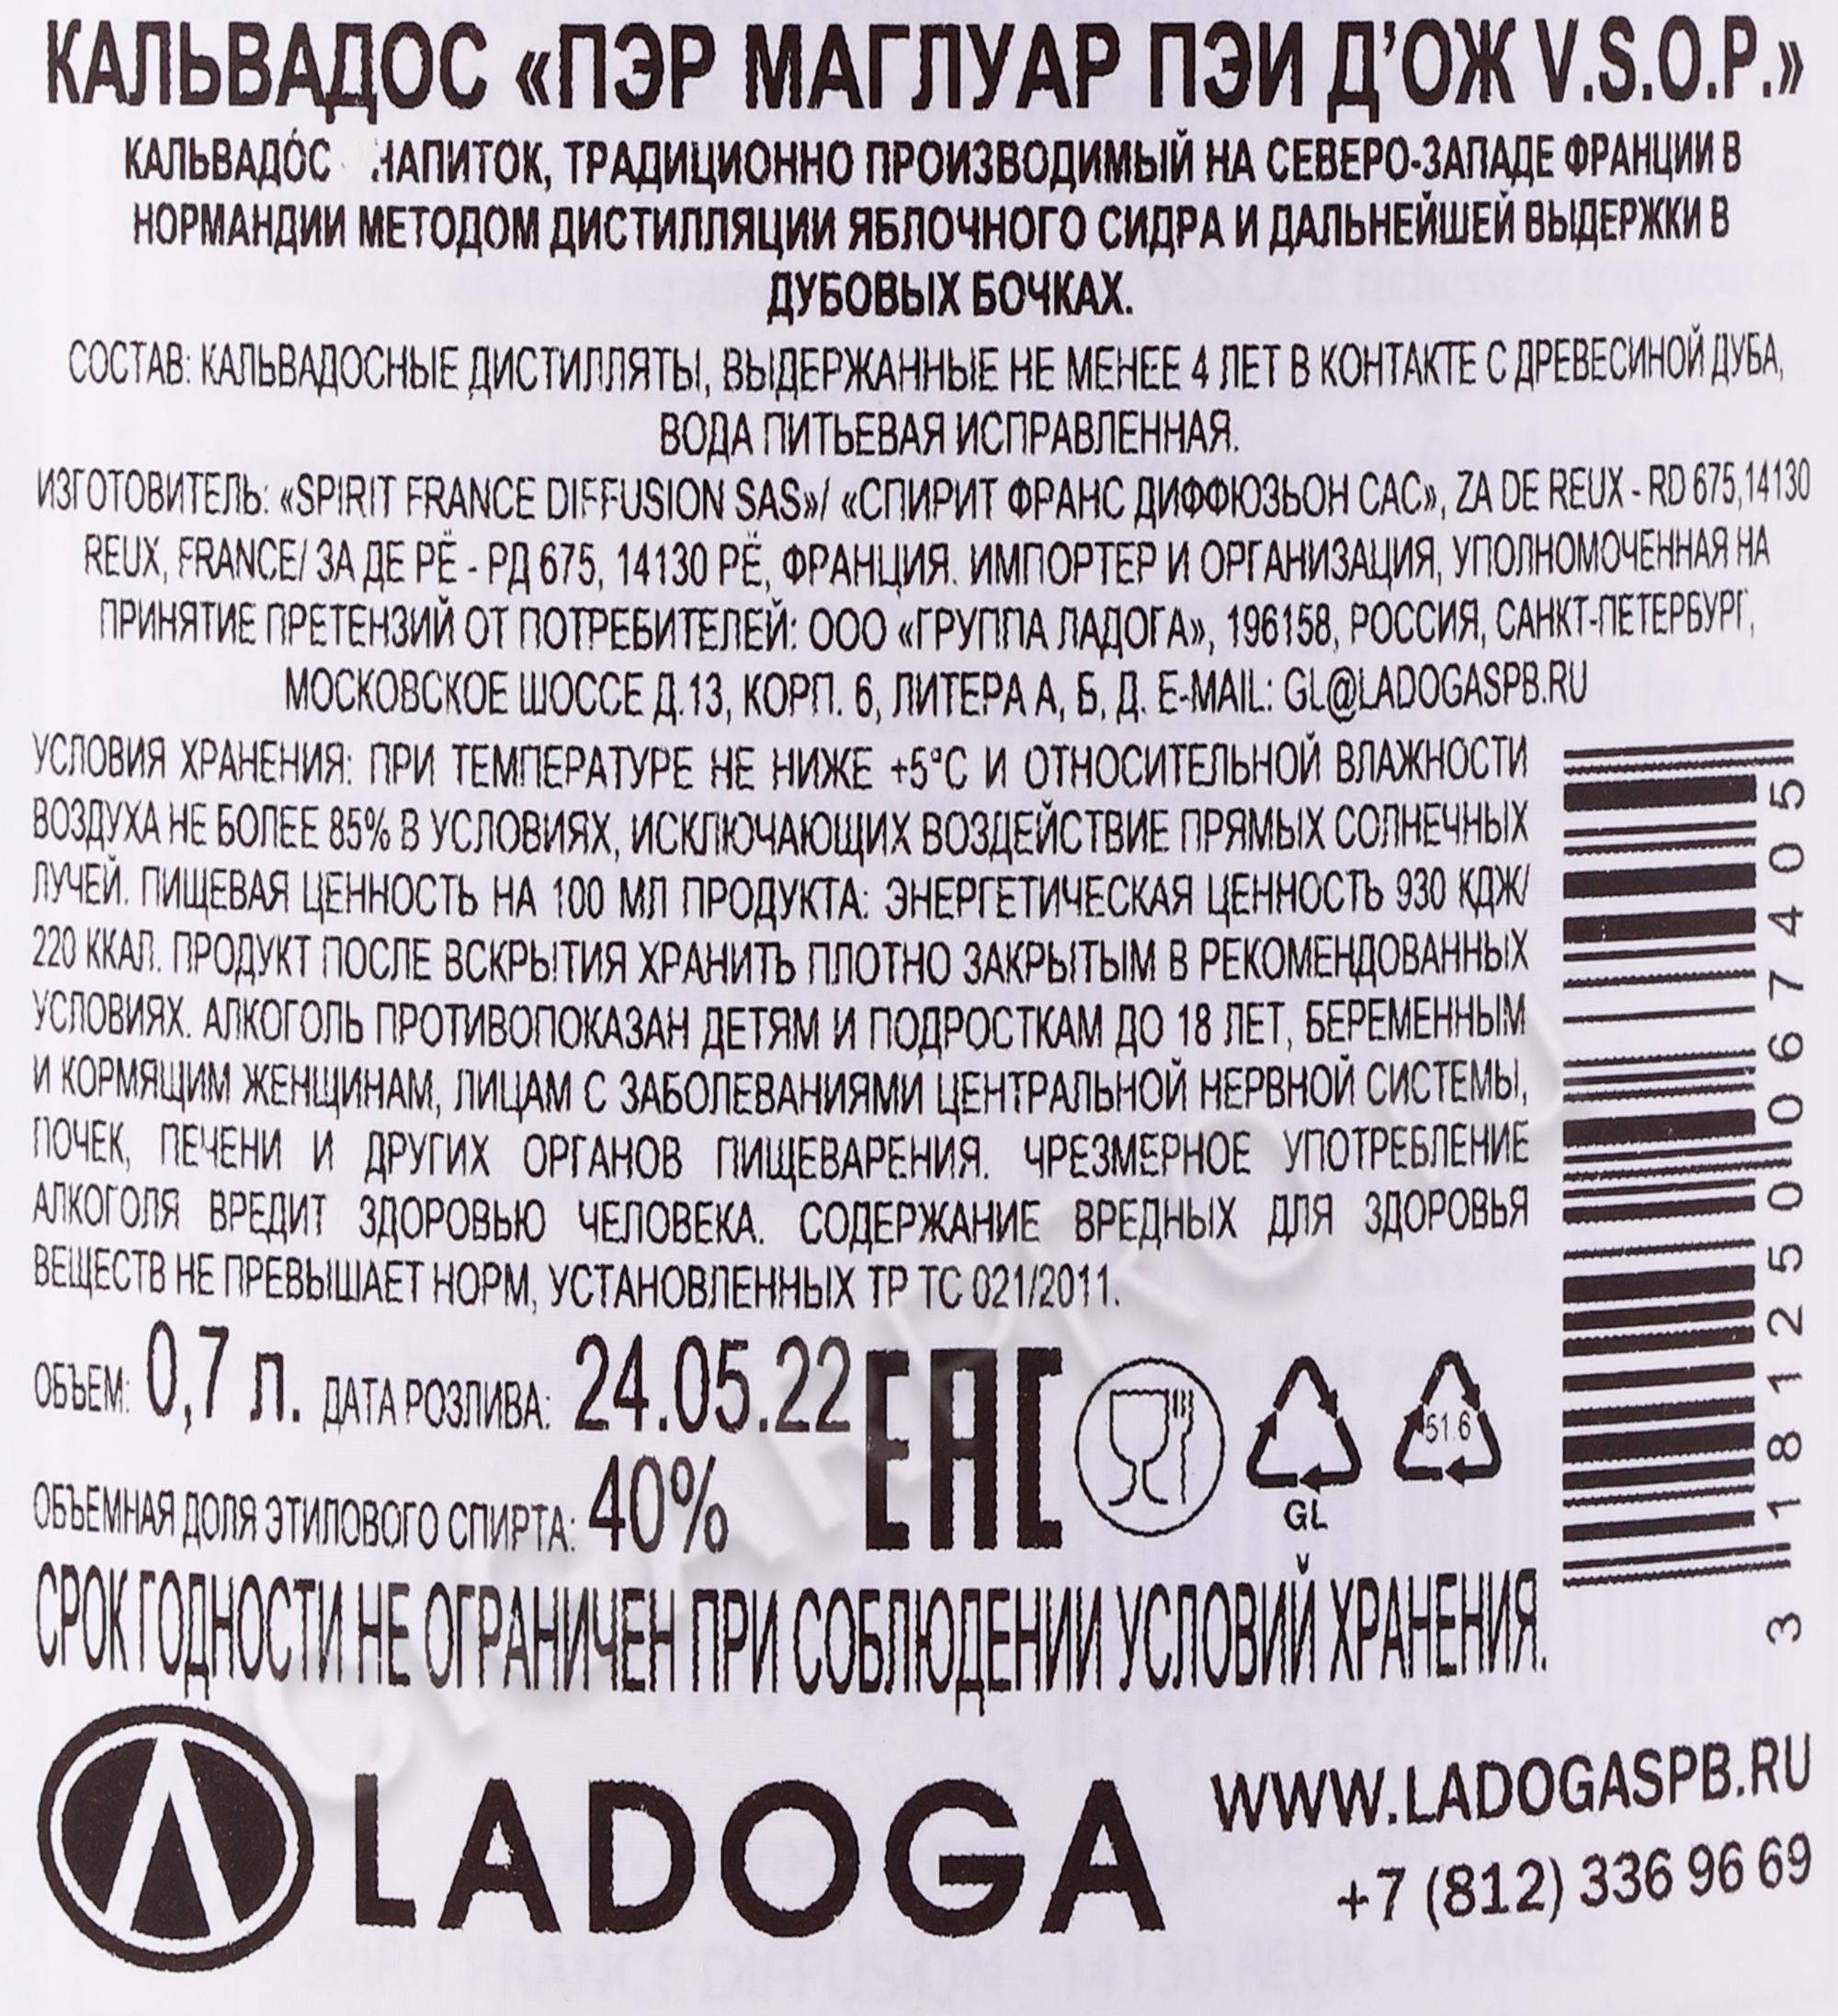 КАЛЬВАДОС «ПЭР МАГЛУАР ПЭИ Д’ОЖ V.S.O.P.»
КАЛЬВАДО́С НАПИТОК, ТРАДИЦИОННО ПРОИЗВОДИМЫЙ НА СЕВЕРО-ЗАПАДЕ ФРАНЦИИ В
НОРМАНДИИ МЕТОДОМ ДИСТИЛЛЯЦИИ ЯБЛОЧНОГО СИДРА И ДАЛЬНЕЙШЕЙ ВЫДЕРЖКИ В
ДУБОВЫХ БОЧКАХ.
СОСТАВ: КАЛЬВАДОСНЫЕ ДИСТИЛЛЯТЫ, ВЫДЕРЖАННЫЕ НЕ МЕНЕЕ 4 ЛЕТ В КОНТАКТЕ С ДРЕВЕСИНОЙ ДУБА,
ВОДА ПИТЬЕВАЯ ИСПРАВЛЕННАЯ.
ИЗГОТОВИТЕЛЬ: «SPIRIT FRANCE DIFFUSION SAS»/ «СПИРИТ ФРАНС ДИФФЮЗЬОН САС», ZA DE REUX - RD 675,14130
REUX, FRANCE/ ЗА ДЕ РЁ - РД 675, 14130 РЁ, ФРАНЦИЯ. ИМПОРТЕР И ОРГАНИЗАЦИЯ, УПОЛНОМОЧЕННАЯ НА
ПРИНЯТИЕ ПРЕТЕНЗИЙ ОТ ПОТРЕБИТЕЛЕЙ: ООО «ГРУППА ЛАДОГА», 196158, РОССИЯ, САНКТ-ПЕТЕРБУРГ,
МОСКОВСКОЕ ШОССЕ Д.13, КОРП. 6, ЛИТЕРА А, Б, Д. E-MAIL: GL@LADOGASPB.RU
УСЛОВИЯ ХРАНЕНИЯ: ПРИ ТЕМПЕРАТУРЕ НЕ НИЖЕ +5°С И ОТНОСИТЕЛЬНОЙ ВЛАЖНОСТИ
ВОЗДУХА НЕ БОЛЕЕ 85% В УСЛОВИЯХ, ИСКЛЮЧАЮЩИХ ВОЗДЕЙСТВИЕ ПРЯМЫХ СОЛНЕЧНЫХ
ЛУЧЕЙ. ПИЩЕВАЯ ЦЕННОСТЬ НА 100 МЛ ПРОДУКТА: ЭНЕРГЕТИЧЕСКАЯ ЦЕННОСТЬ 930 КДЖ/
220 ККАЛ. ПРОДУКТ ПОСЛЕ ВСКРЫТИЯ ХРАНИТЬ ПЛОТНО ЗАКРЫТЫМ В РЕКОМЕНДОВАННЫХ
УСЛОВИЯХ. АЛКОГОЛЬ ПРОТИВОПОКАЗАН ДЕТЯМ И ПОДРОСТКАМ ДО 18 ЛЕТ, БЕРЕМЕННЫМ
И КОРМЯЩИМ ЖЕНЩИНАМ, ЛИЦАМ С ЗАБОЛЕВАНИЯМИ ЦЕНТРАЛЬНОЙ НЕРВНОЙ СИСТЕМЫ,
ПОЧЕК, ПЕЧЕНИ И ДРУГИХ ОРГАНОВ ПИЩЕВАРЕНИЯ. ЧРЕЗМЕРНОЕ УПОТРЕБЛЕНИЕ
АЛКОГОЛЯ ВРЕДИТ ЗДОРОВЬЮ ЧЕЛОВЕКА. СОДЕРЖАНИЕ ВРЕДНЫХ ДЛЯ ЗДОРОВЬЯ
ВЕЩЕСТВ НЕ ПРЕВЫШАЕТ НОРМ, УСТАНОВЛЕННЫХ ТР ТС 021/2011.
ОБЪЕМ: 0,7 л. ДАТА РОЗЛИВА: 24.05.22
ОБЪЕМНАЯ ДОЛЯ ЭТИЛОВОГО СПИРТА: 40%
EAC
GL
51.6
3 181250 067405
СРОК ГОДНОСТИ НЕ ОГРАНИЧЕН ПРИ СОБЛЮДЕНИИ УСЛОВИЙ ХРАНЕНИЯ.
LADOGA
WWW.LADOGASPB.RU
+7 (812) 336 96 69
CIGARPRO.ru
SPIRIT FRANCE DIFFUSION - 14130 REUX - FRANCE